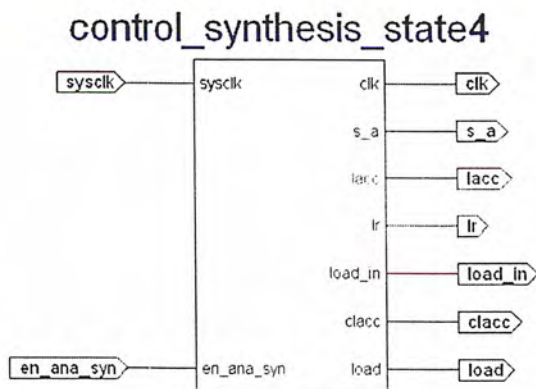 control_synthesis_state4
sysclk sysclk clk clk
s_a s_a
lacc lacc
lr lr
load_in load_in
clacc clacc
en_ana_syn en_ana_syn load load